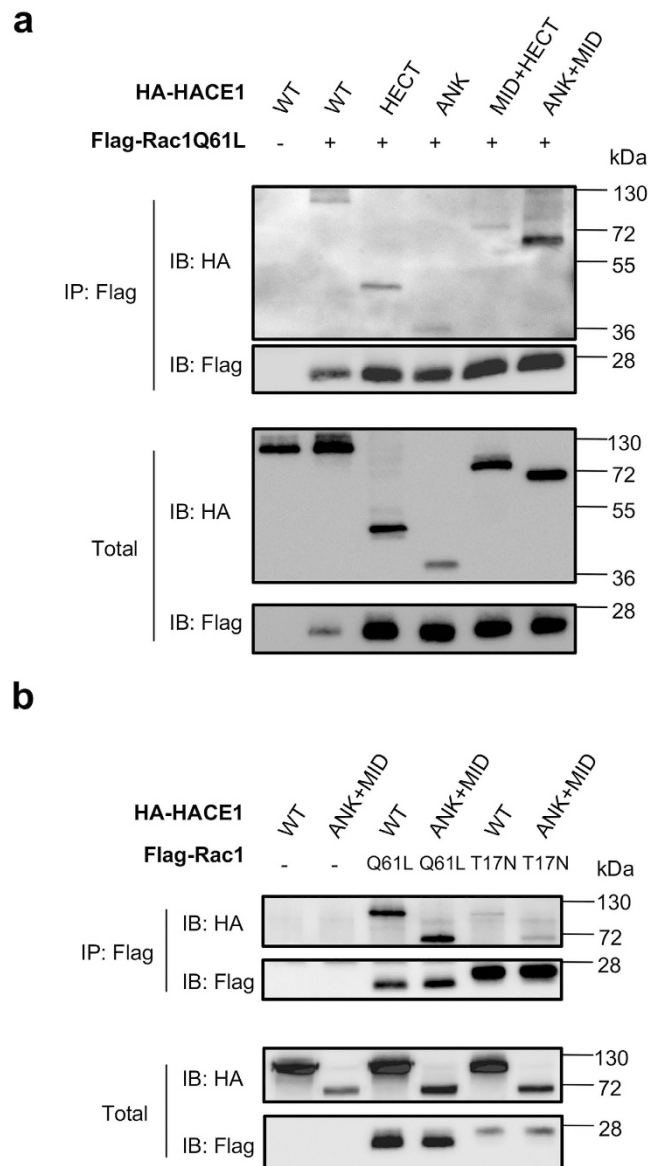 a
HA-HACE1 WT WT HECT ANK MID+HECT ANK+MID
Flag-Rac1Q61L - + + + + +
kDa
IP: Flag
IB: HA
130
72
55
36
IB: Flag
28
Total
IB: HA
130
72
55
36
IB: Flag
28
b
HA-HACE1 WT ANK+MID WT ANK+MID WT ANK+MID
Flag-Rac1 - - Q61L Q61L T17N T17N
kDa
IP: Flag
IB: HA
130
72
IB: Flag
28
Total
IB: HA
130
72
IB: Flag
28